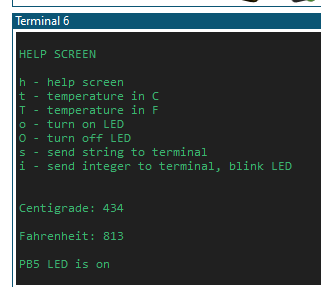 Terminal 6
HELP SCREEN
h - help screen
t - temperature in C
T - temperature in F
o - turn on LED
O - turn off LED
s - send string to terminal
i - send integer to terminal, blink LED
Centigrade: 434
Fahrenheit: 813
PB5 LED is on